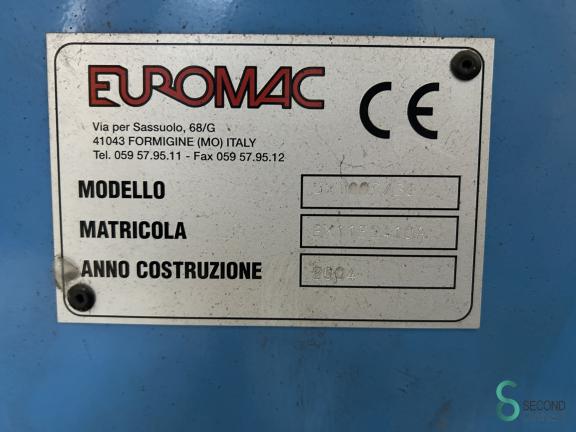 EUROMAC
CE
Via per Sassuolo, 68/G
41043 FORMIGINE (MO) ITALY
Tel. 059 57.95.11 - Fax 059 57.95.12
MODELLO
MATRICOLA
ANNO COSTRUZIONE 2004
SECOND